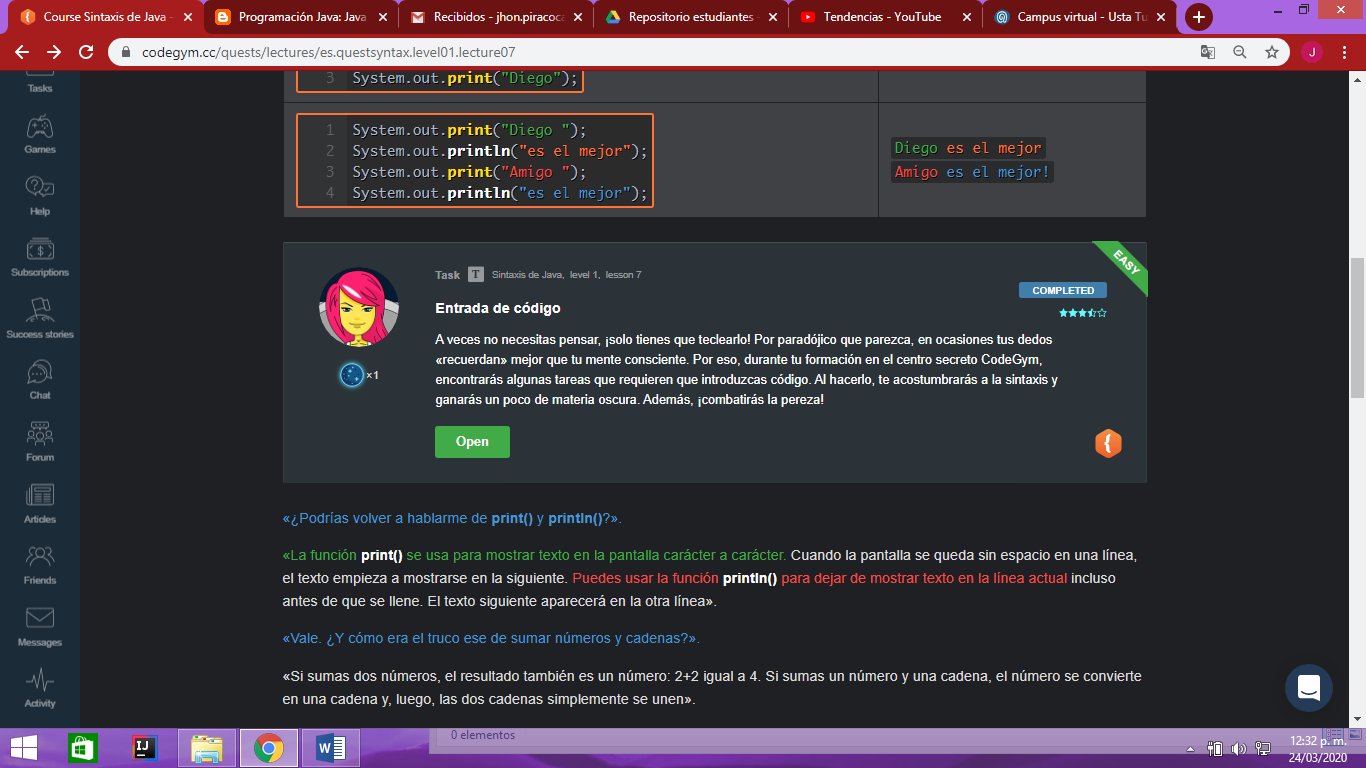 Course Sintaxis de Java -
Programación Java: Java
Recibidos - jhon.piracoca
Repositorio estudiantes -
Tendencias - YouTube
Campus virtual - Usta Tu
codegym.cc/quests/lectures/es.questsyntax.level01.lecture07
J
Tasks
Games
Help
Subscriptions
Success stories
Chat
Forum
Articles
Friends
Messages
Activity
3 System.out.print("Diego");
1 System.out.print("Diego ");
2 System.out.println("es el mejor");
3 System.out.print("Amigo ");
4 System.out.println("es el mejor");
Diego es el mejor
Amigo es el mejor!
EASY
Task T Sintaxis de Java, level 1, lesson 7
COMPLETED
Entrada de código
×1
A veces no necesitas pensar, ¡solo tienes que teclearlo! Por paradójico que parezca, en ocasiones tus dedos
«recuerdan» mejor que tu mente consciente. Por eso, durante tu formación en el centro secreto CodeGym,
encontrarás algunas tareas que requieren que introduzcas código. Al hacerlo, te acostumbrarás a la sintaxis y
ganarás un poco de materia oscura. Además, ¡combatirás la pereza!
Open
«¿Podrías volver a hablarme de print() y println()?».
«La función print() se usa para mostrar texto en la pantalla carácter a carácter. Cuando la pantalla se queda sin espacio en una línea,
el texto empieza a mostrarse en la siguiente. Puedes usar la función println() para dejar de mostrar texto en la línea actual incluso
antes de que se llene. El texto siguiente aparecerá en la otra línea».
«Vale. ¿Y cómo era el truco ese de sumar números y cadenas?».
«Si sumas dos números, el resultado también es un número: 2+2 igual a 4. Si sumas un número y una cadena, el número se convierte
en una cadena y, luego, las dos cadenas simplemente se unen».
IJ
W
0 elementos
12:32 p. m.
24/03/2020